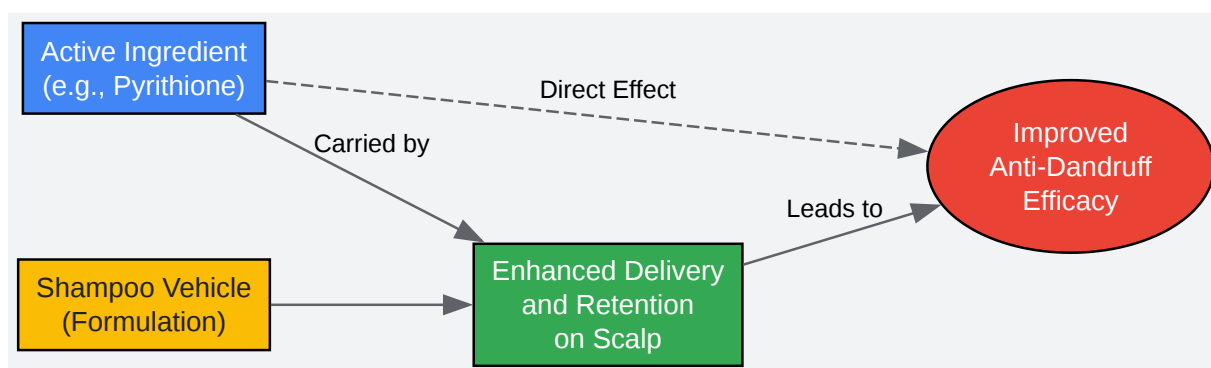 Active Ingredient
(e.g., Pyrithione)
Direct Effect
Carried by
Improved
Anti-Dandruff
Efficacy
Leads to
Shampoo Vehicle
(Formulation)
Enhanced Delivery
and Retention
on Scalp